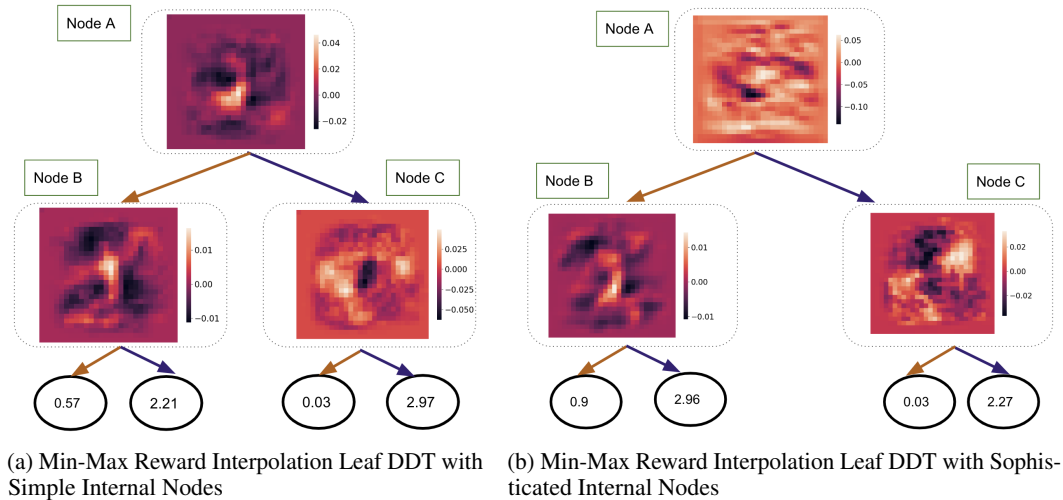 Node A
0.04
0.02
0.00
−0.02
Node B
0.01
0.00
−0.01
Node C
0.025
0.000
−0.025
−0.050
0.57
2.21
0.03
2.97
(a) Min-Max Reward Interpolation Leaf DDT with
Simple Internal Nodes
Node A
0.05
0.00
−0.05
−0.10
Node B
0.01
0.00
−0.01
Node C
0.02
0.00
−0.02
0.9
2.96
0.03
2.27
(b) Min-Max Reward Interpolation Leaf DDT with Sophis-
ticated Internal Nodes